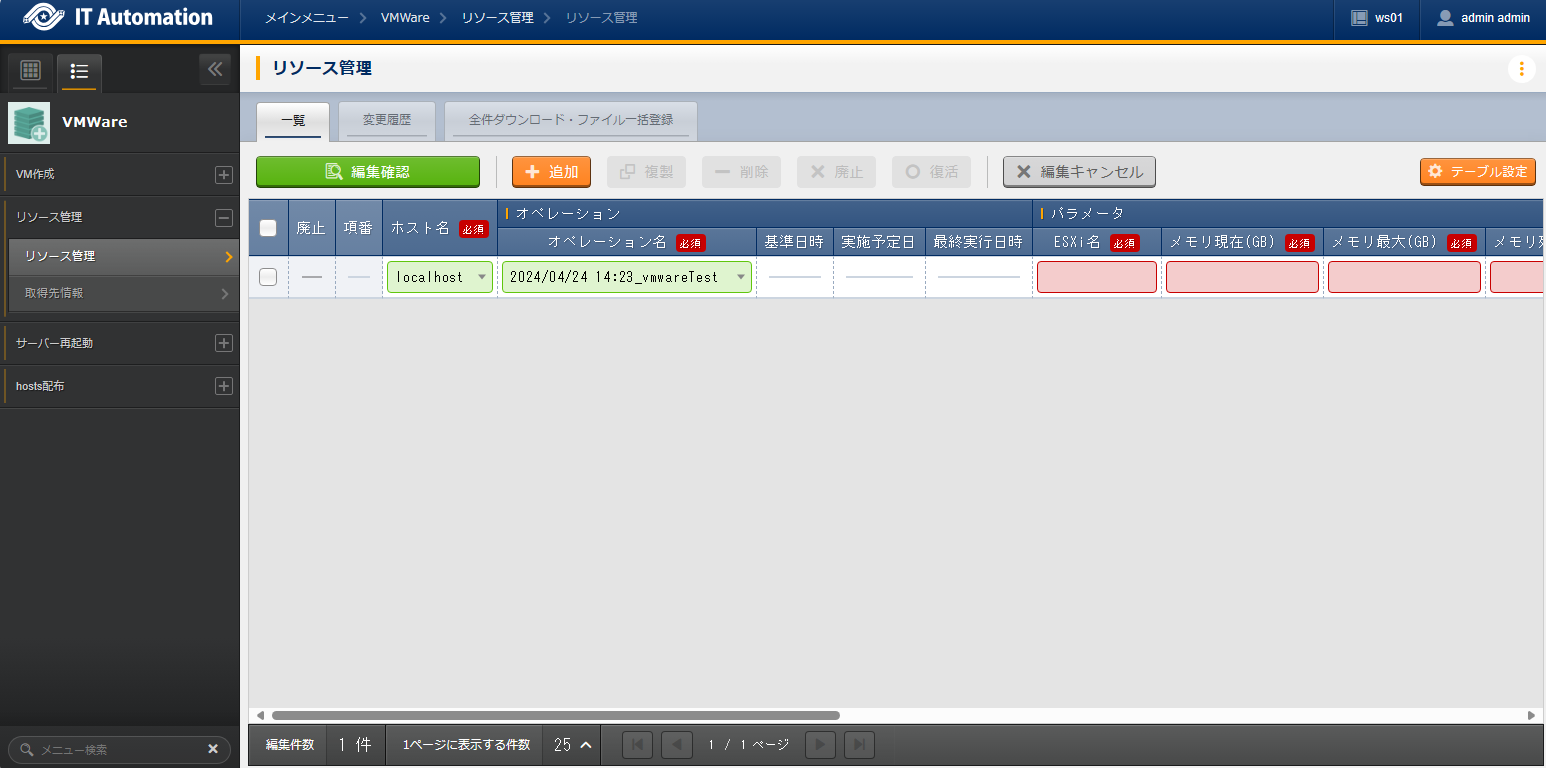 IT Automation
メインメニュー VMWare リソース管理 リソース管理
ws01 admin admin
VMWare
VM作成
リソース管理
リソース管理
取得先情報
サーバー再起動
hosts配布
メニュー検索
リソース管理
一覧 変更履歴 全件ダウンロード・ファイル一括登録
編集確認 追加 複製 削除 廃止 復活 編集キャンセル テーブル設定
廃止 項番 ホスト名 必須 オペレーション パラメータ
オペレーション名 必須 基準日時 実施予定日 最終実行日時 ESXi名 必須 メモリ現在(GB) 必須 メモリ最大(GB) 必須
localhost 2024/04/24 14:23_vmwareTest
編集件数 1 件 1ページに表示する件数 25 1 / 1 ページ